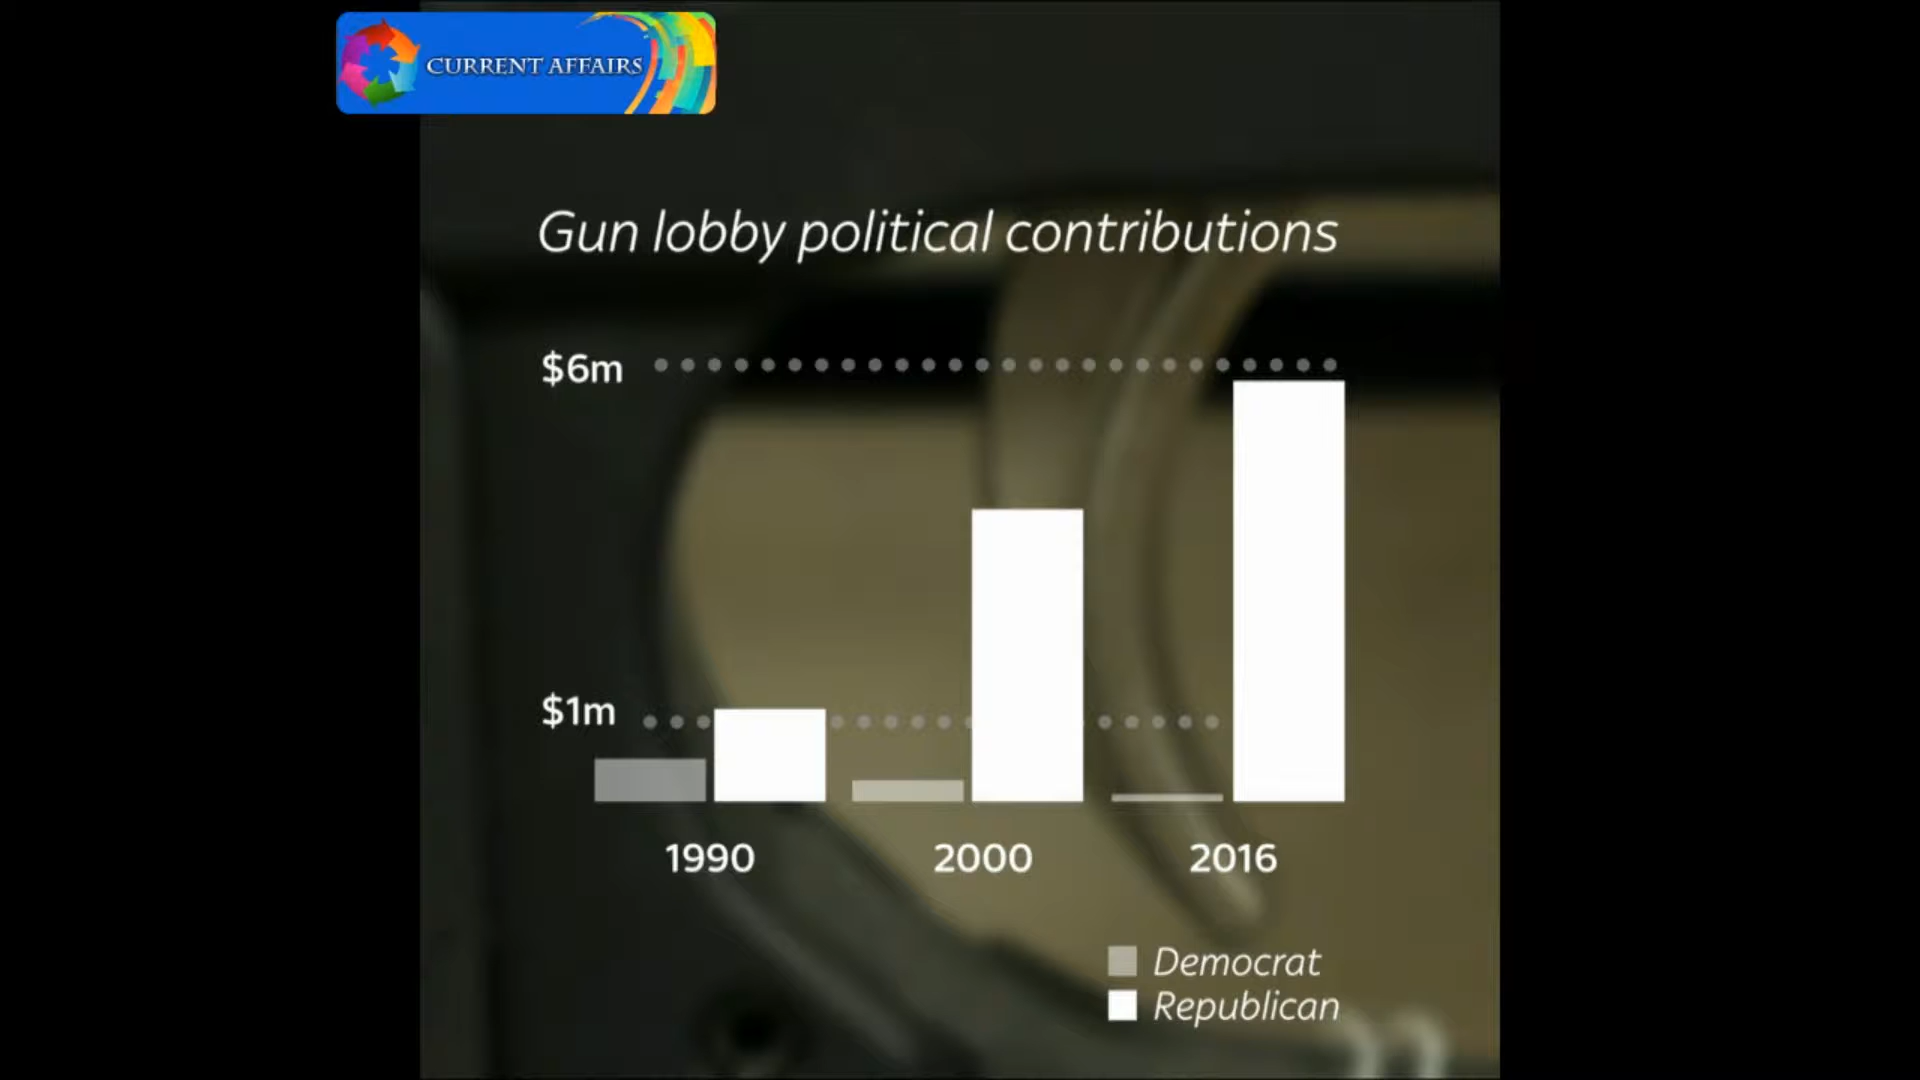 CURRENT AFFAIRS
Gun lobby political contributions
$6m
$1m
1990
2000
2016
Democrat
Republican